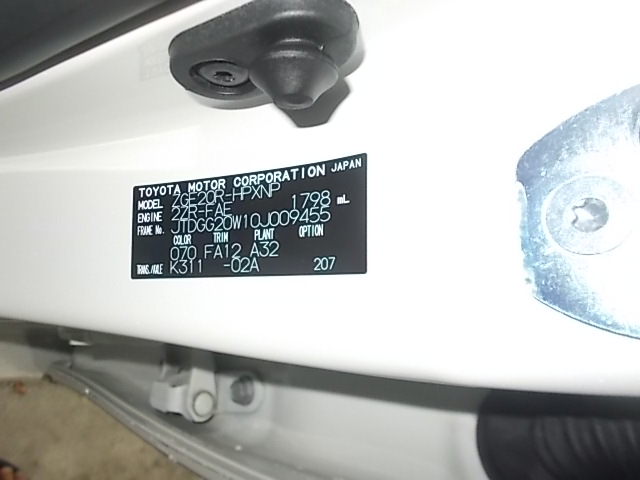 TOYOTA MOTOR CORPORATION JAPAN
MODEL ZGE20R-HPXNP
ENGINE 2ZR-FAE 1798 mL
FRAME No. JTDGG20W10J009455
COLOR TRIM PLANT OPTION
070 FA12 A32
TRANS./AXLE K311 -02A 207